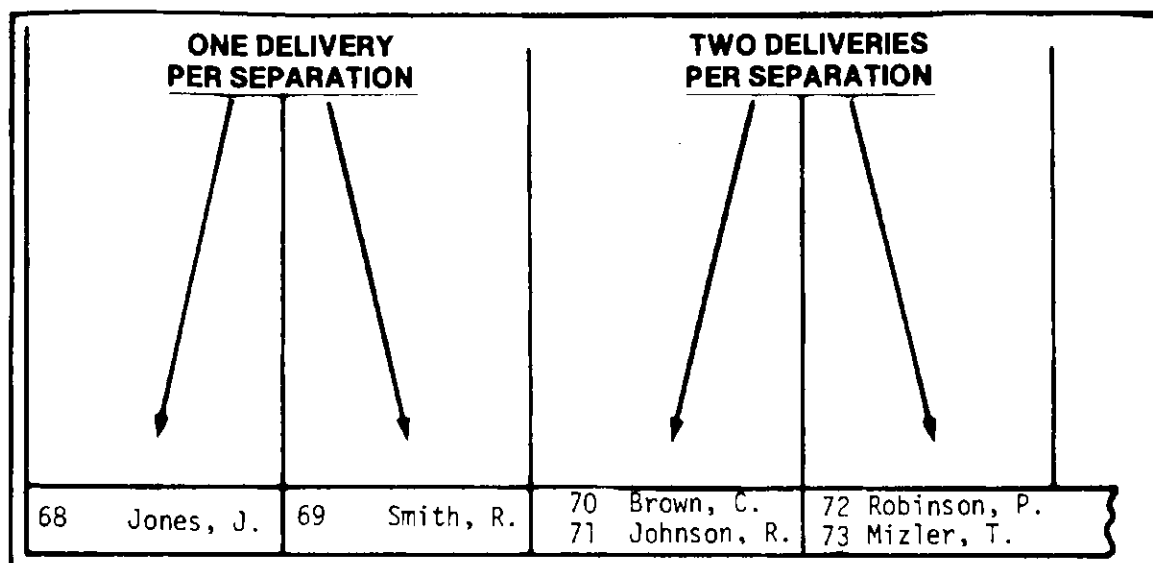 ONE DELIVERY
PER SEPARATION
TWO DELIVERIES
PER SEPARATION
68 Jones, J.
69 Smith, R.
70 Brown, C.
71 Johnson, R.
72 Robinson, P.
73 Mizler, T.